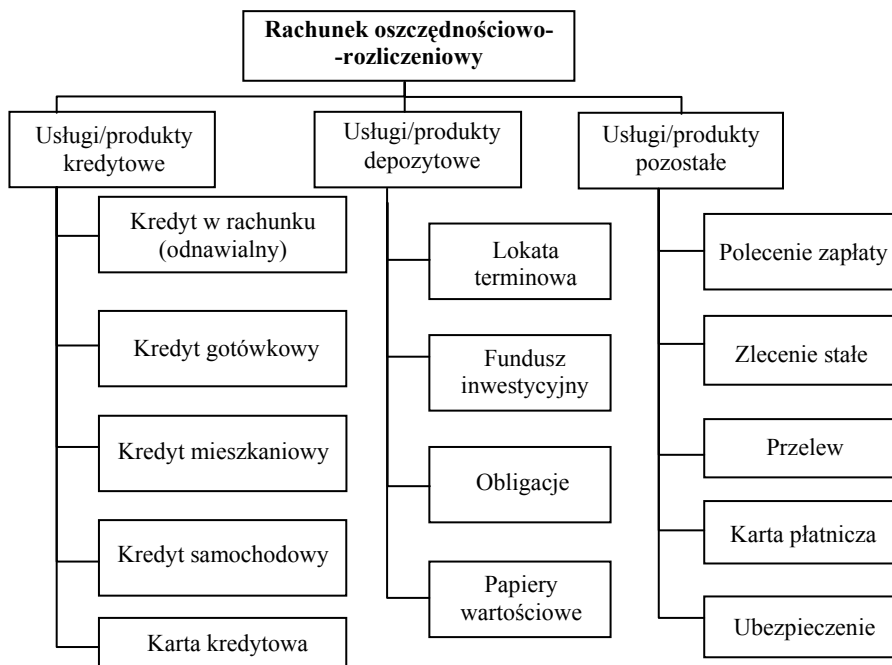 Rachunek oszczędnościowo-
-rozliczeniowy
Usługi/produkty
kredytowe
Kredyt w rachunku
(odnawialny)
Kredyt gotówkowy
Kredyt mieszkaniowy
Kredyt samochodowy
Karta kredytowa
Usługi/produkty
depozytowe
Lokata
terminowa
Fundusz
inwestycyjny
Obligacje
Papiery
wartościowe
Usługi/produkty
pozostałe
Polecenie zapłaty
Zlecenie stałe
Przelew
Karta płatnicza
Ubezpieczenie